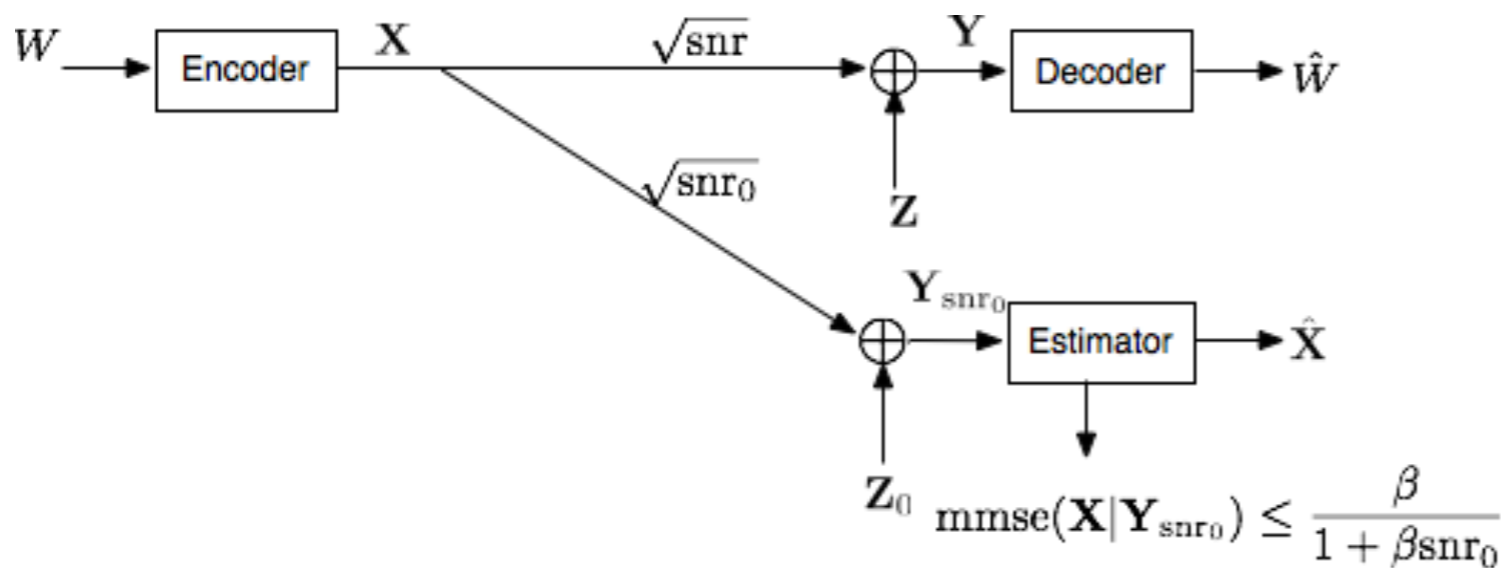 W Encoder X √snr Y Decoder Ŵ
Z
√snr₀
Y_snr₀ Estimator X̂
Z₀
mmse(X|Y_snr₀) ≤ β / (1 + βsnr₀)